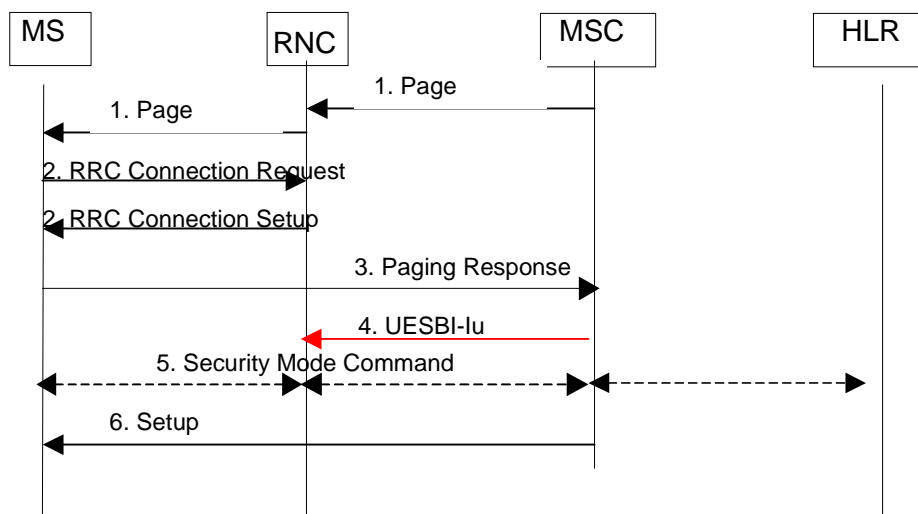 MS
RNC
MSC
HLR
1. Page
1. Page
2. RRC Connection Request
2. RRC Connection Setup
3. Paging Response
4. UESBI-Iu
5. Security Mode Command
6. Setup